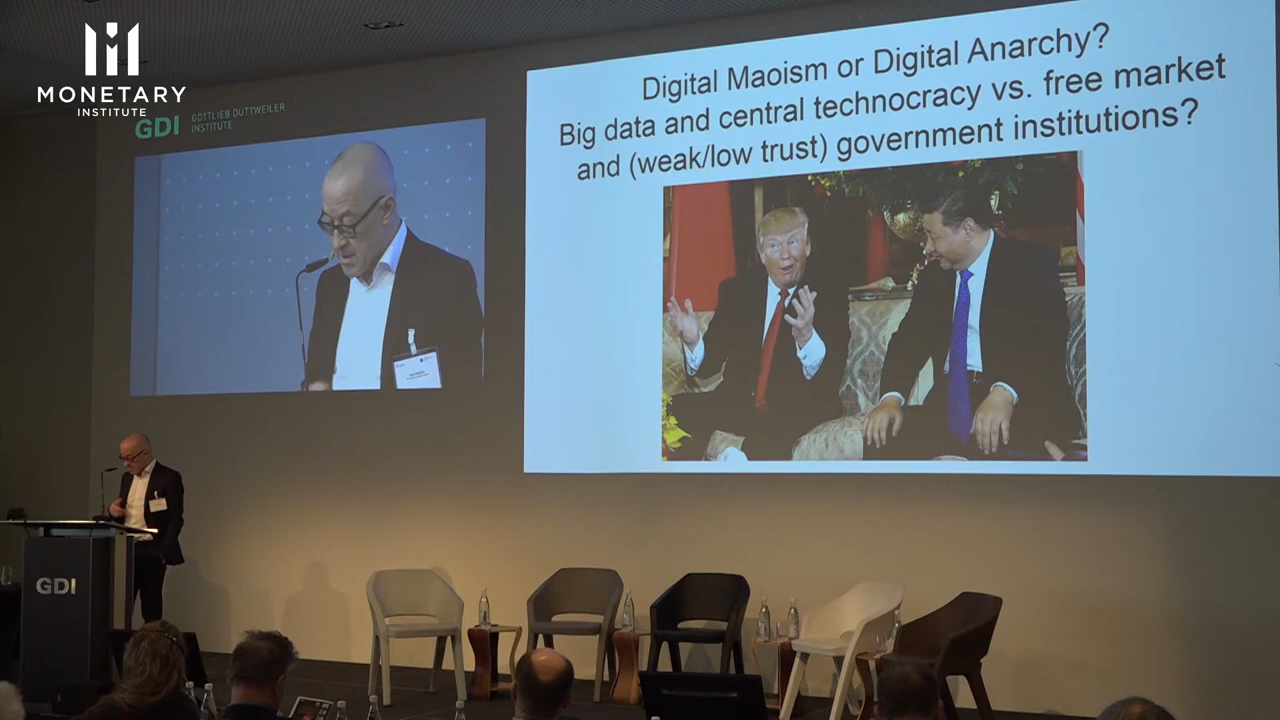 MONETARY
INSTITUTE
GDI
GOTTLIEB DUTTWEILER
INSTITUTE
Digital Maoism or Digital Anarchy?
Big data and central technocracy vs. free market
and (weak/low trust) government institutions?
GDI